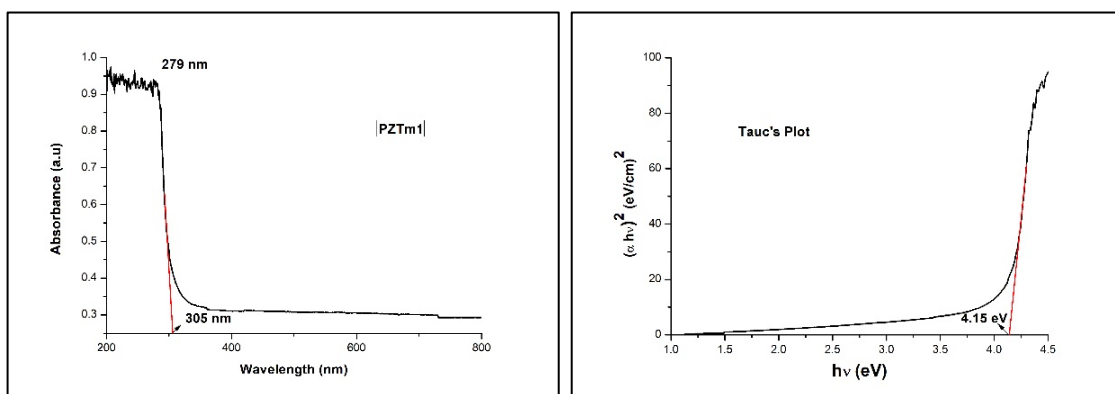 1.0
0.9
0.8
0.7
0.6
0.5
0.4
0.3
200
400
600
800
Absorbance (a.u)
Wavelength (nm)
279 nm
|PZTm1|
305 nm
100
80
60
40
20
0
1.0
1.5
2.0
2.5
3.0
3.5
4.0
4.5
(α hν)² (eV/cm)²
hν (eV)
Tauc's Plot
4.15 eV